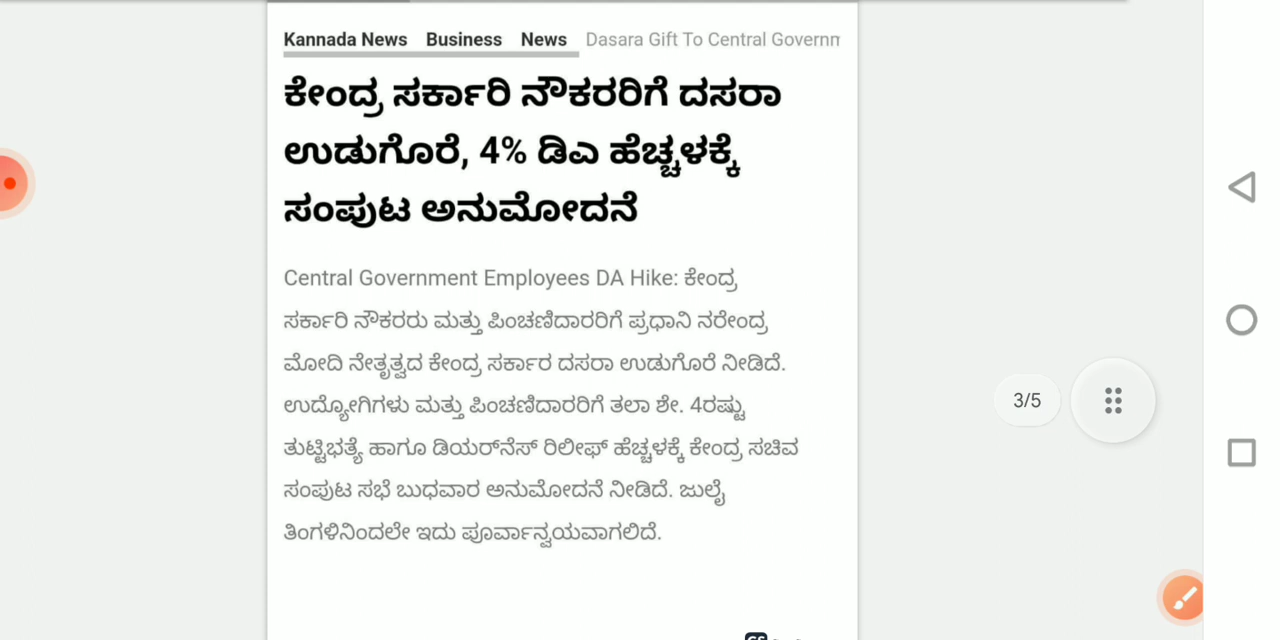 Kannada News Business News Dasara Gift To Central Governm
ಕೇಂದ್ರ ಸರ್ಕಾರಿ ನೌಕರರಿಗೆ ದಸರಾ
ಉಡುಗೊರೆ, 4% ಡಿಎ ಹೆಚ್ಚಳಕ್ಕೆ
ಸಂಪುಟ ಅನುಮೋದನೆ
Central Government Employees DA Hike: ಕೇಂದ್ರ
ಸರ್ಕಾರಿ ನೌಕರರು ಮತ್ತು ಪಿಂಚಣಿದಾರರಿಗೆ ಪ್ರಧಾನಿ ನರೇಂದ್ರ
ಮೋದಿ ನೇತೃತ್ವದ ಕೇಂದ್ರ ಸರ್ಕಾರ ದಸರಾ ಉಡುಗೊರೆ ನೀಡಿದೆ.
ಉದ್ಯೋಗಿಗಳು ಮತ್ತು ಪಿಂಚಣಿದಾರರಿಗೆ ತಲಾ ಶೇ. 4ರಷ್ಟು
ತುಟ್ಟಿಭತ್ಯೆ ಹಾಗೂ ಡಿಯರ್‌ನೆಸ್ ರಿಲೀಫ್ ಹೆಚ್ಚಳಕ್ಕೆ ಕೇಂದ್ರ ಸಚಿವ
ಸಂಪುಟ ಸಭೆ ಬುಧವಾರ ಅನುಮೋದನೆ ನೀಡಿದೆ. ಜುಲೈ
ತಿಂಗಳಿನಿಂದಲೇ ಇದು ಪೂರ್ವಾನ್ವಯವಾಗಲಿದೆ.
3/5